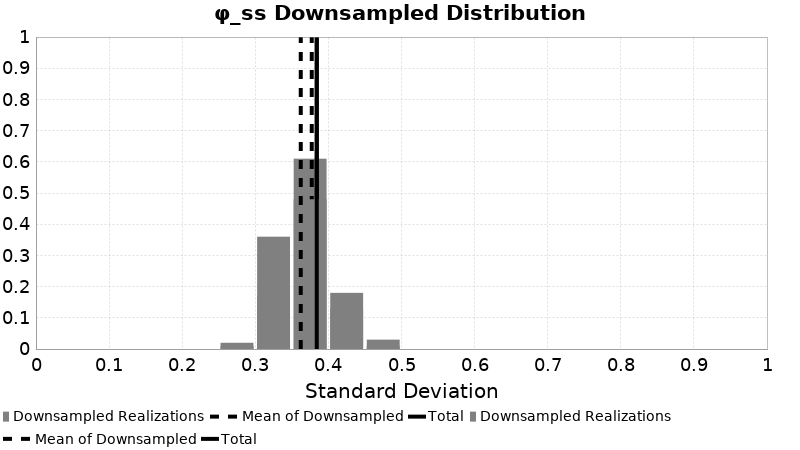 φ_ss Downsampled Distribution
1
0.9
0.8
0.7
0.6
0.5
0.4
0.3
0.2
0.1
0
0 0.1 0.2 0.3 0.4 0.5 0.6 0.7 0.8 0.9 1
Standard Deviation
Downsampled Realizations Mean of Downsampled Total Downsampled Realizations
Mean of Downsampled Total